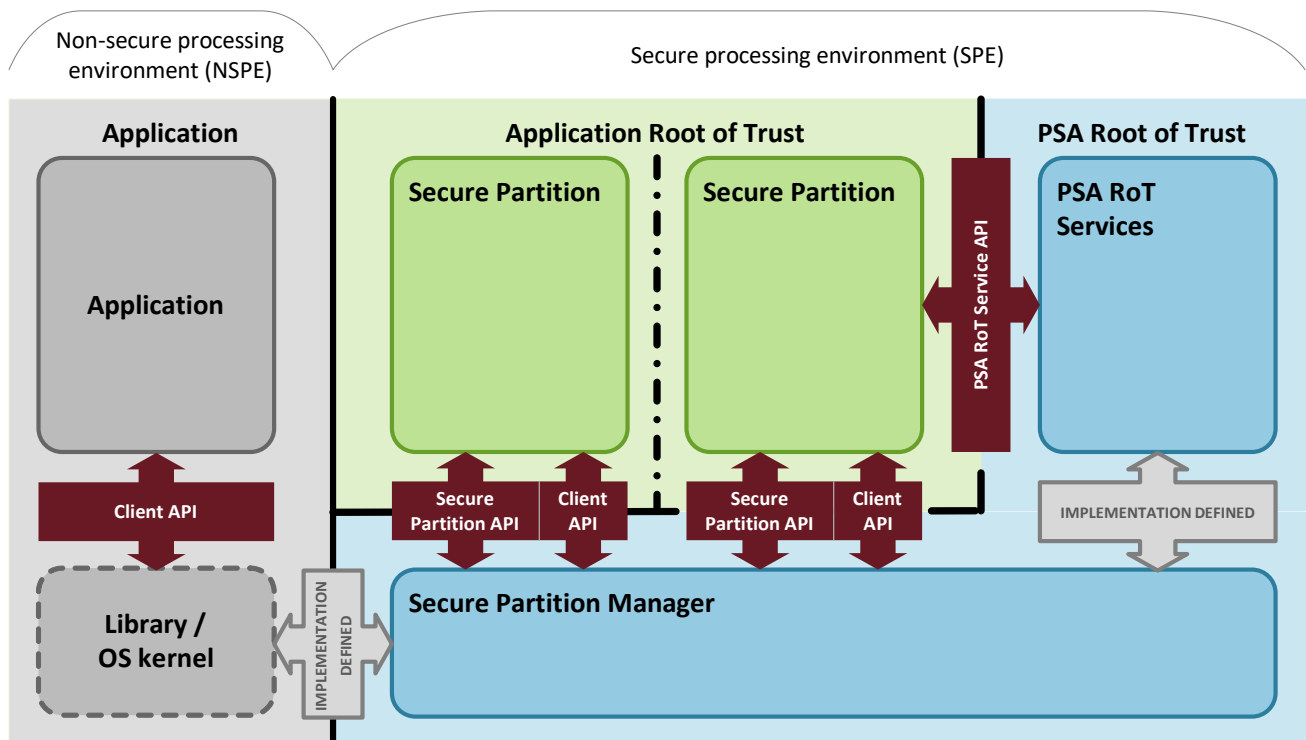 Non-secure processing
environment (NSPE)
Secure processing environment (SPE)
Application
Application Root of Trust
PSA Root of Trust
Application
Secure Partition
Secure Partition
PSA RoT Service API
PSA RoT
Services
Client API
Secure
Partition API
Client
API
Secure
Partition API
Client
API
IMPLEMENTATION DEFINED
Library /
OS kernel
IMPLEMENTATION
DEFINED
Secure Partition Manager